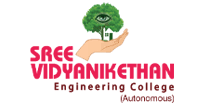 SREE
VIDYANIKETHAN
Engineering College
(Autonomous)